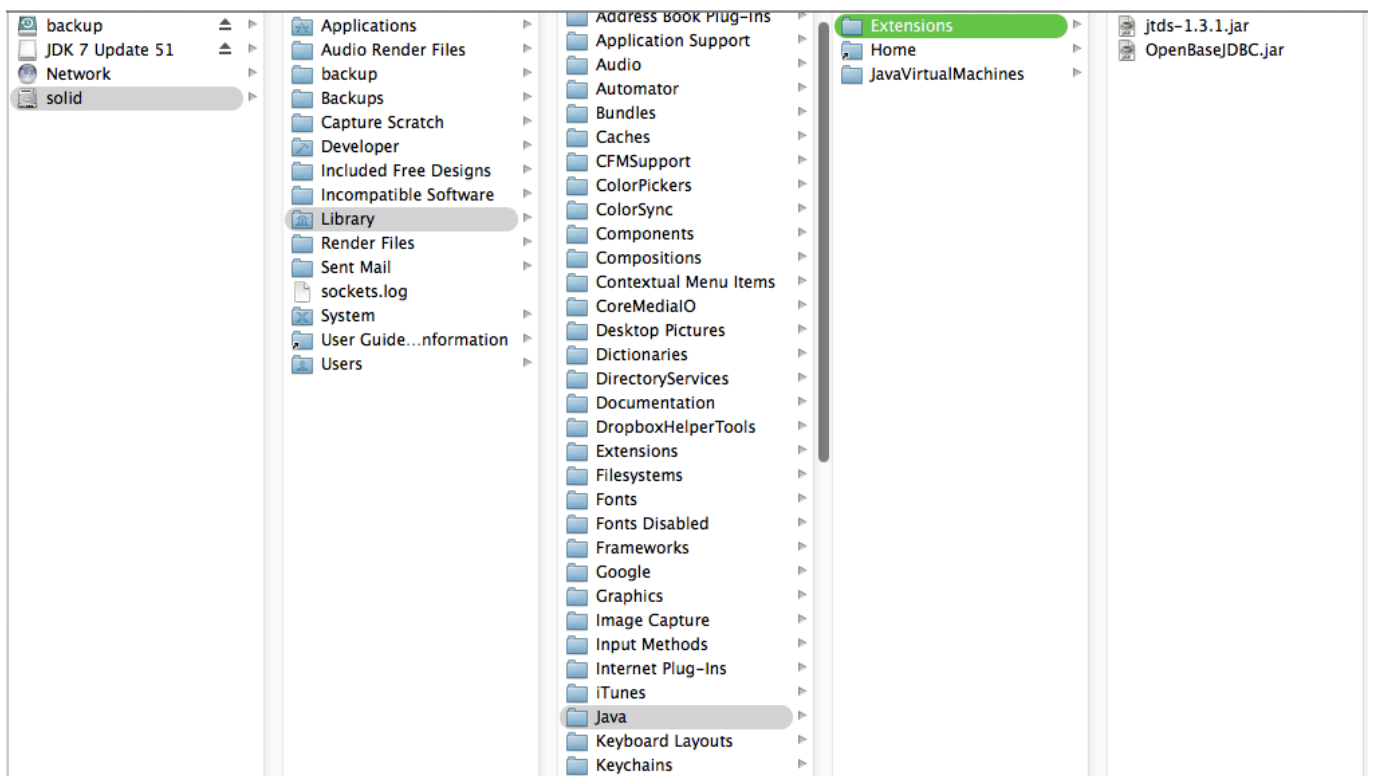 backup
JDK 7 Update 51
Network
solid
Applications
Audio Render Files
backup
Backups
Capture Scratch
Developer
Included Free Designs
Incompatible Software
Library
Render Files
Sent Mail
sockets.log
System
User Guide...nformation
Users
Address Book Plug-Ins
Application Support
Audio
Automator
Bundles
Caches
CFMSupport
ColorPickers
ColorSync
Components
Compositions
Contextual Menu Items
CoreMediaIO
Desktop Pictures
Dictionaries
DirectoryServices
Documentation
DropboxHelperTools
Extensions
Filesystems
Fonts
Fonts Disabled
Frameworks
Google
Graphics
Image Capture
Input Methods
Internet Plug-Ins
iTunes
Java
Keyboard Layouts
Keychains
Extensions
Home
JavaVirtualMachines
jtds-1.3.1.jar
OpenBaseJDBC.jar